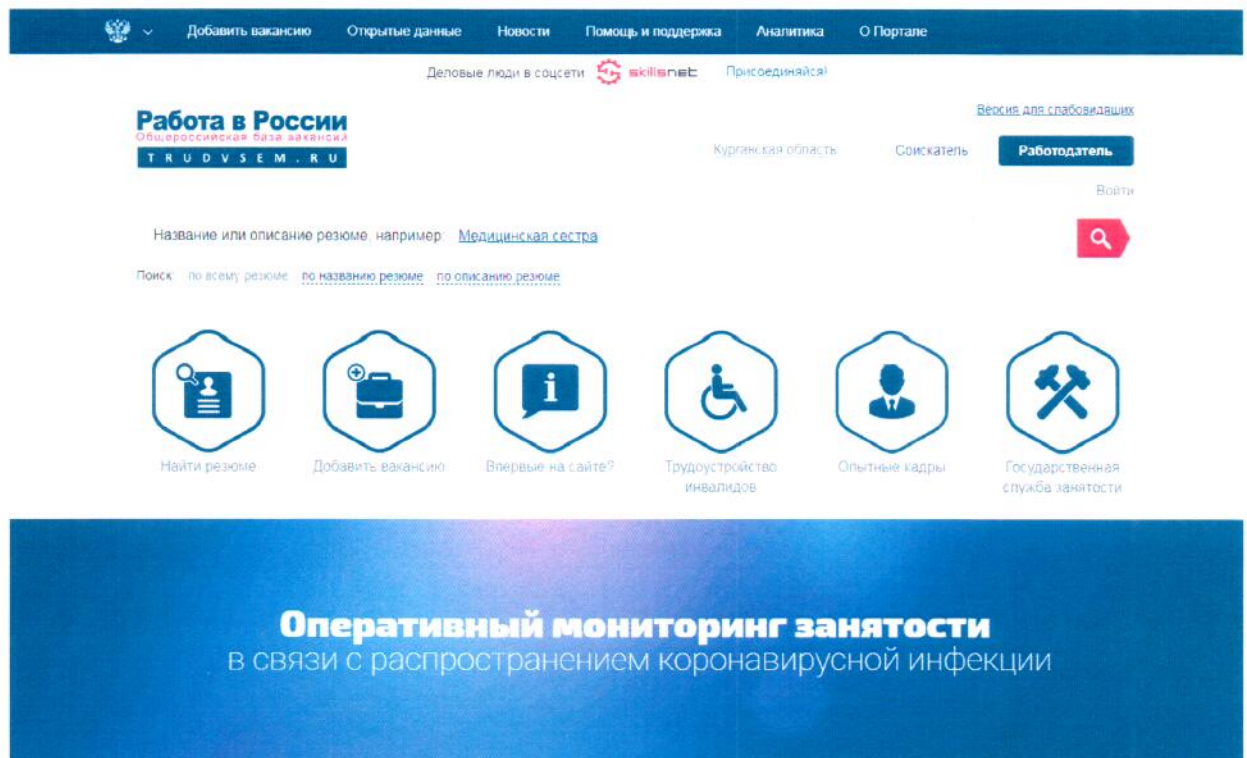 Добавить вакансию Открытые данные Новости Помощь и поддержка Аналитика О Портале
Деловые люди в соцсети skillsnet Присоединяйся!
Версия для слабовидящих
Работа в России
Общероссийская база вакансий
TRUDVSEM.RU
Курганская область Соискатель Работодатель
Войти
Название или описание резюме, например: Медицинская сестра
Поиск по всему резюме по названию резюме по описанию резюме
Найти резюме Добавить вакансию Впервые на сайте? Трудоустройство инвалидов Опытные кадры Государственная служба занятости
Оперативный мониторинг занятости
в связи с распространением коронавирусной инфекции